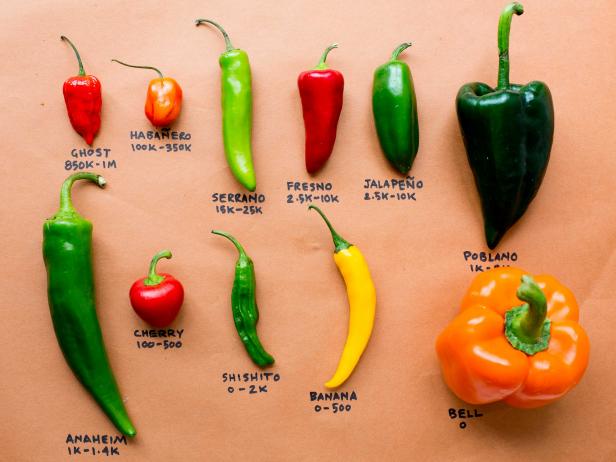 GHOST
850K-1M
HABAÑERO
100K-350K
SERRANO
15K-25K
FRESNO
2.5K-10K
JALAPEÑO
2.5K-10K
POBLANO
ANAHEIM
1K-1.4K
CHERRY
100-500
SHISHITO
0-2K
BANANA
0-500
BELL
0